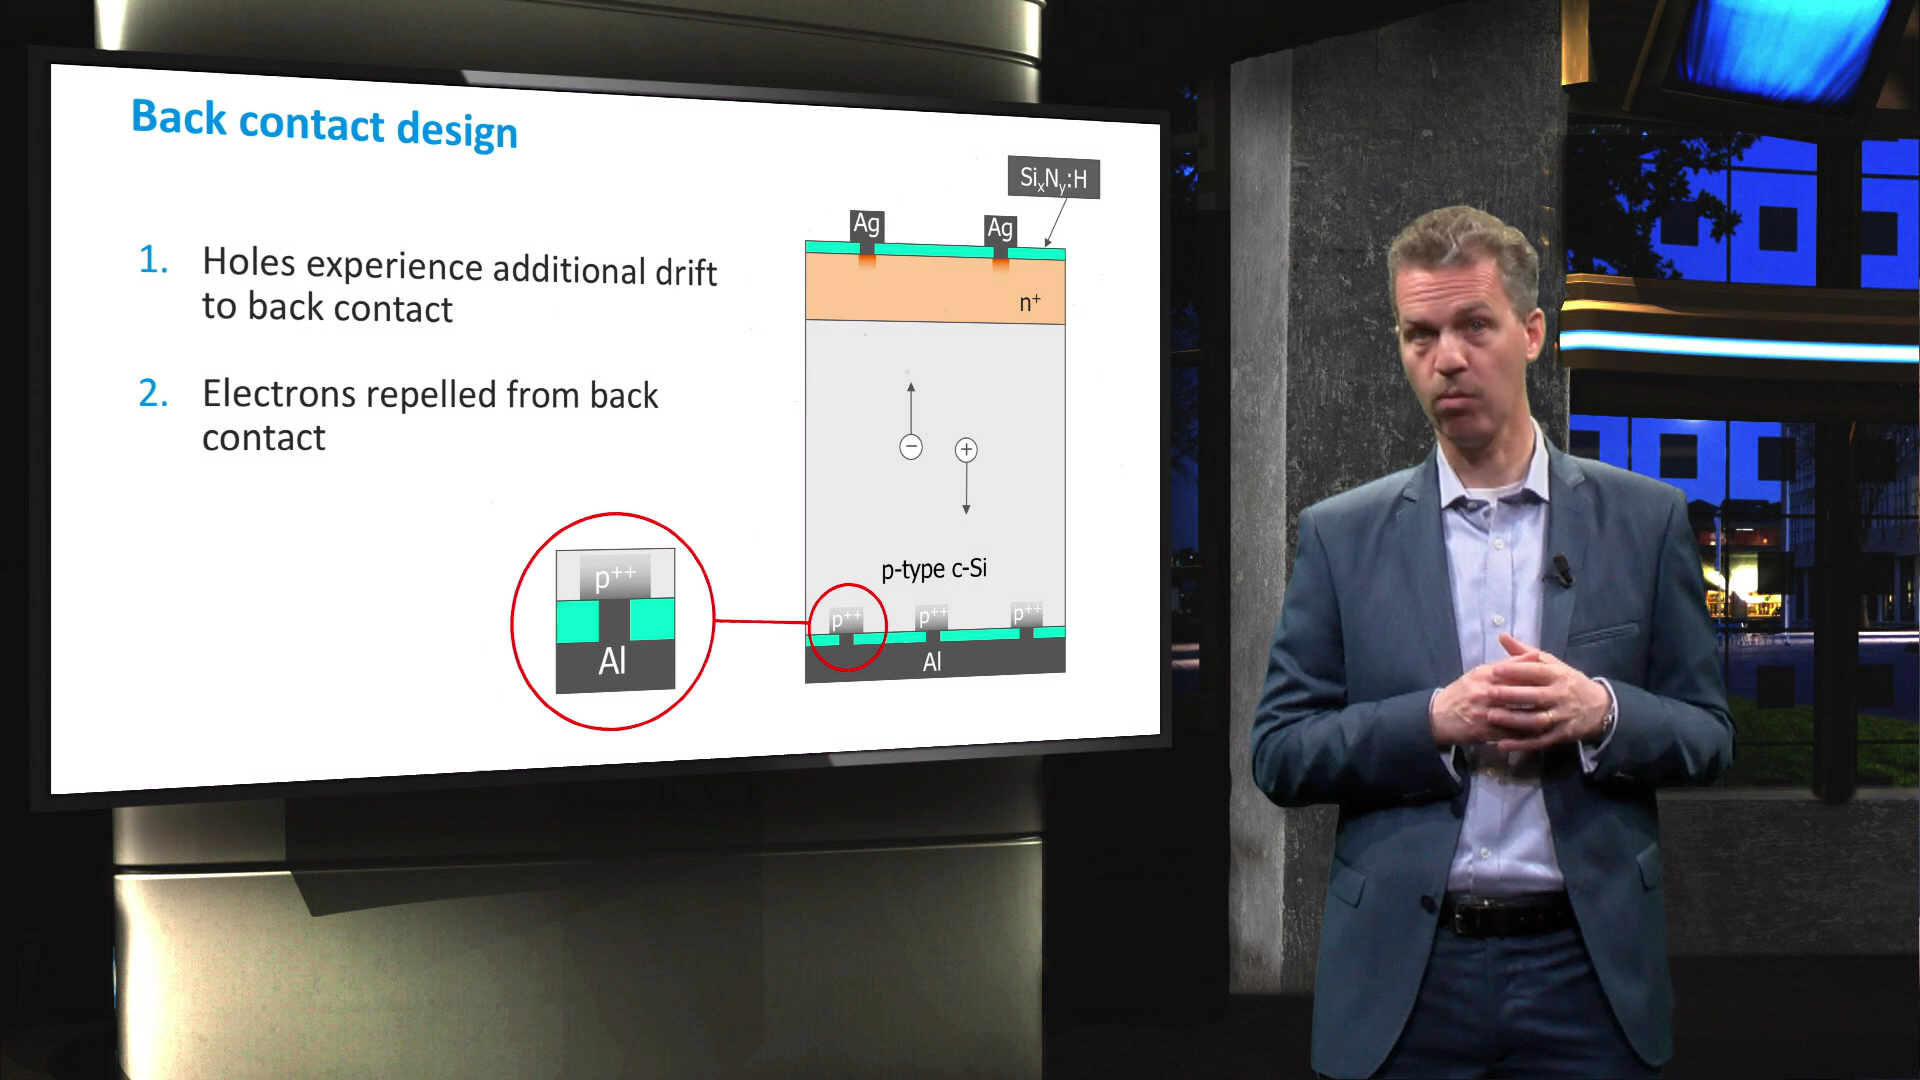 Back contact design
1. Holes experience additional drift
to back contact
2. Electrons repelled from back
contact
SiₓNᵧ:H
Ag
Ag
n⁺
−
+
p-type c-Si
p⁺⁺
p⁺⁺
p⁺⁺
Al
p⁺⁺
Al